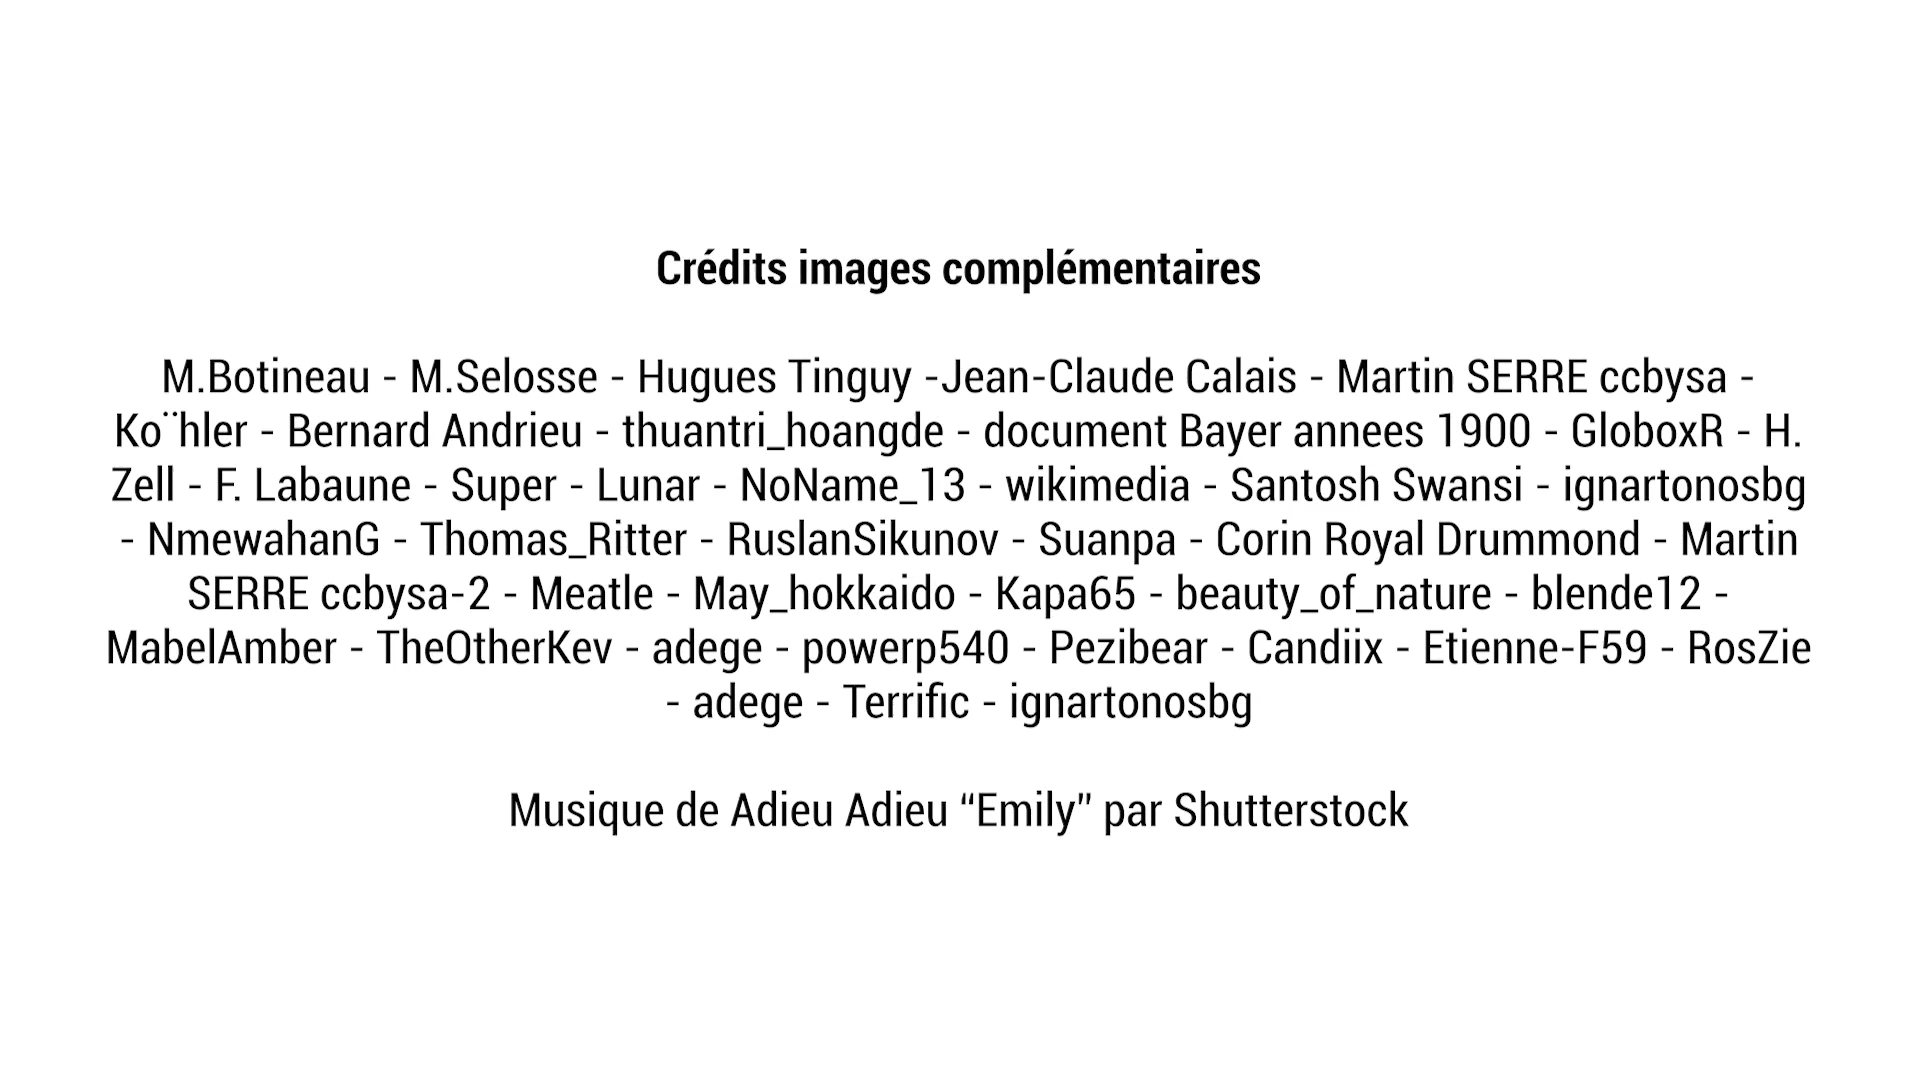 Crédits images complémentaires
M.Botineau - M.Selosse - Hugues Tinguy -Jean-Claude Calais - Martin SERRE ccbysa -
Ko¨hler - Bernard Andrieu - thuantri_hoangde - document Bayer annees 1900 - GloboxR - H.
Zell - F. Labaune - Super - Lunar - NoName_13 - wikimedia - Santosh Swansi - ignartonosbg
- NmewahanG - Thomas_Ritter - RuslanSikunov - Suanpa - Corin Royal Drummond - Martin
SERRE ccbysa-2 - Meatle - May_hokkaido - Kapa65 - beauty_of_nature - blende12 -
MabelAmber - TheOtherKev - adege - powerp540 - Pezibear - Candiix - Etienne-F59 - RosZie
- adege - Terrific - ignartonosbg
Musique de Adieu Adieu “Emily” par Shutterstock